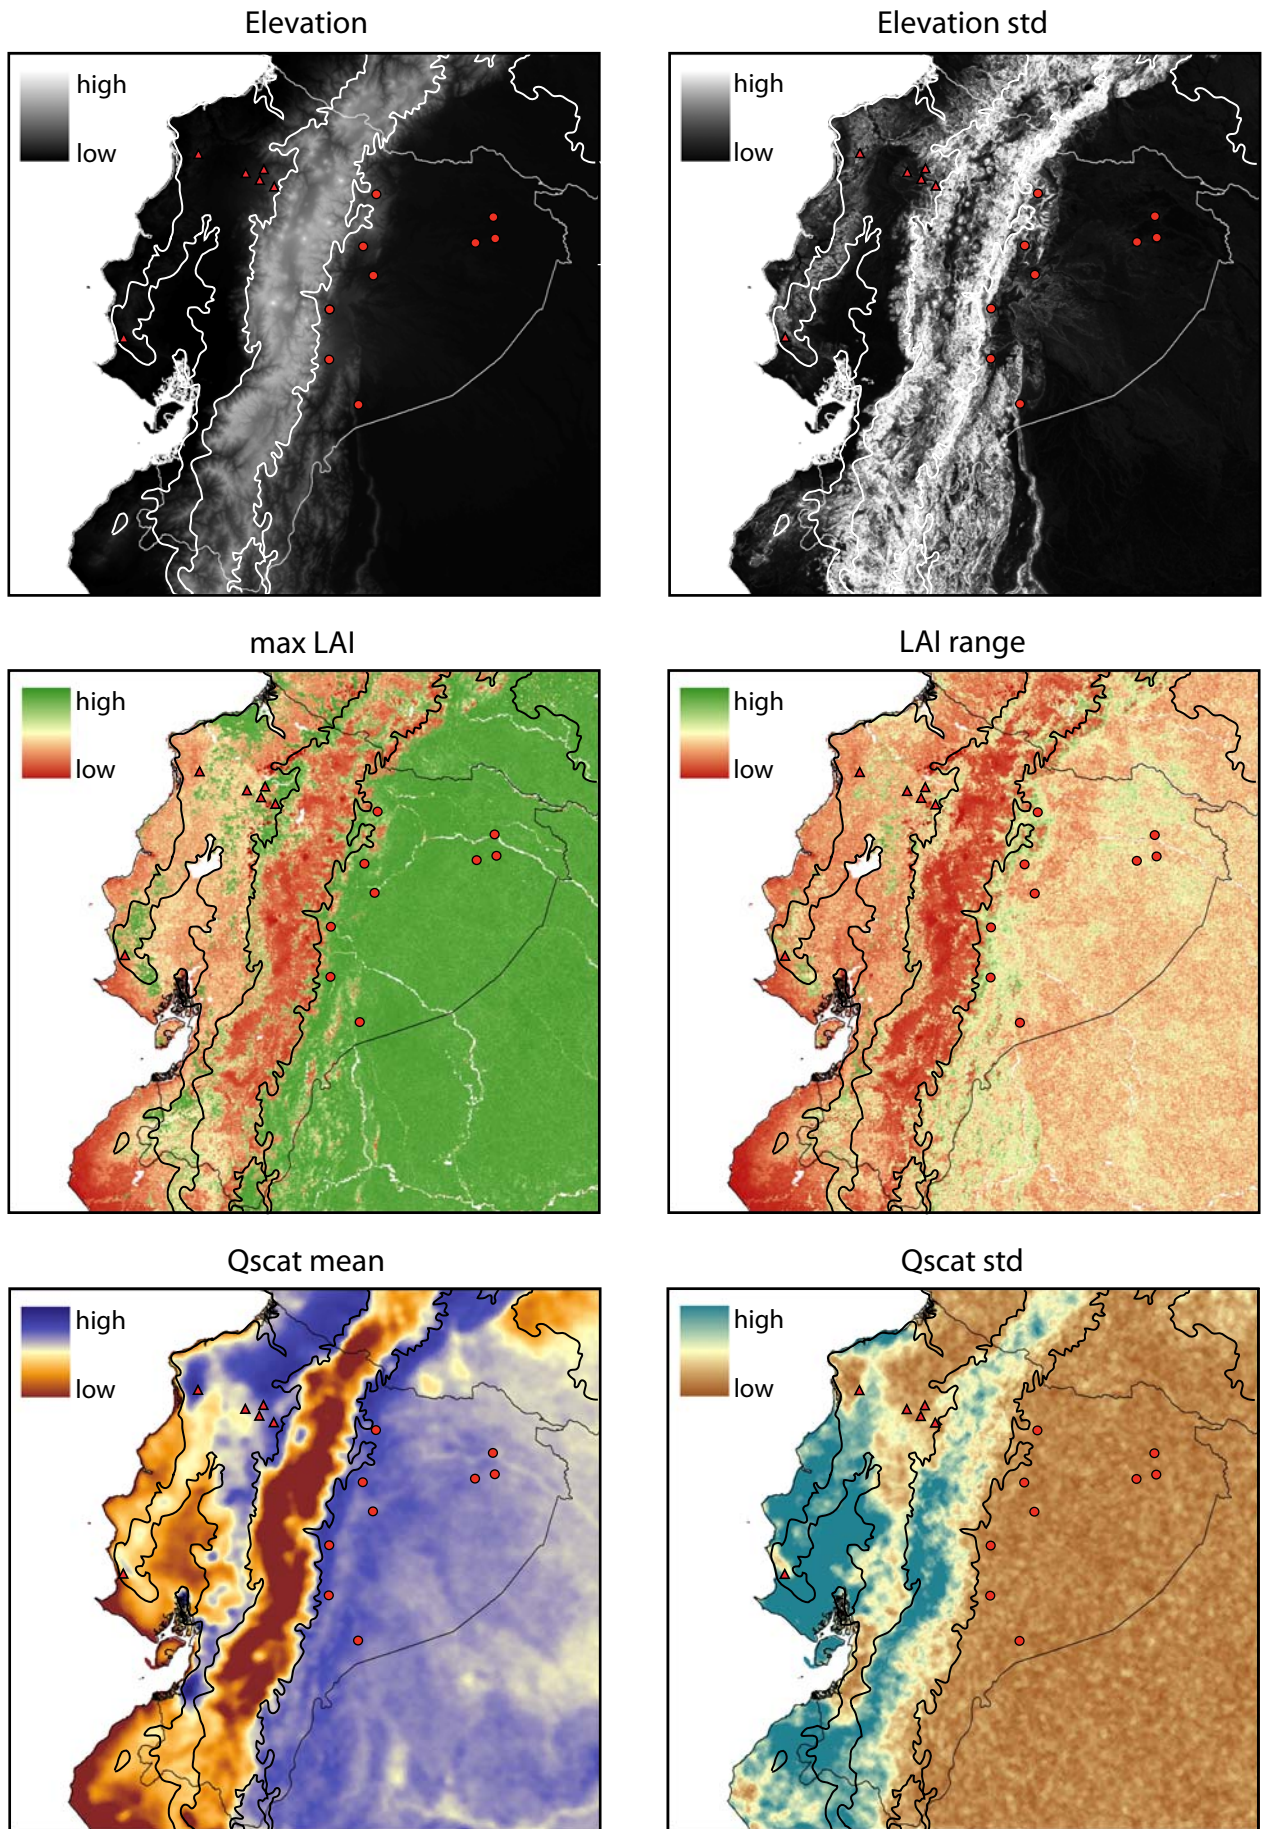 Elevation
Elevation std
high
low
high
low
max LAI
LAI range
high
low
high
low
Qscat mean
Qscat std
high
low
high
low